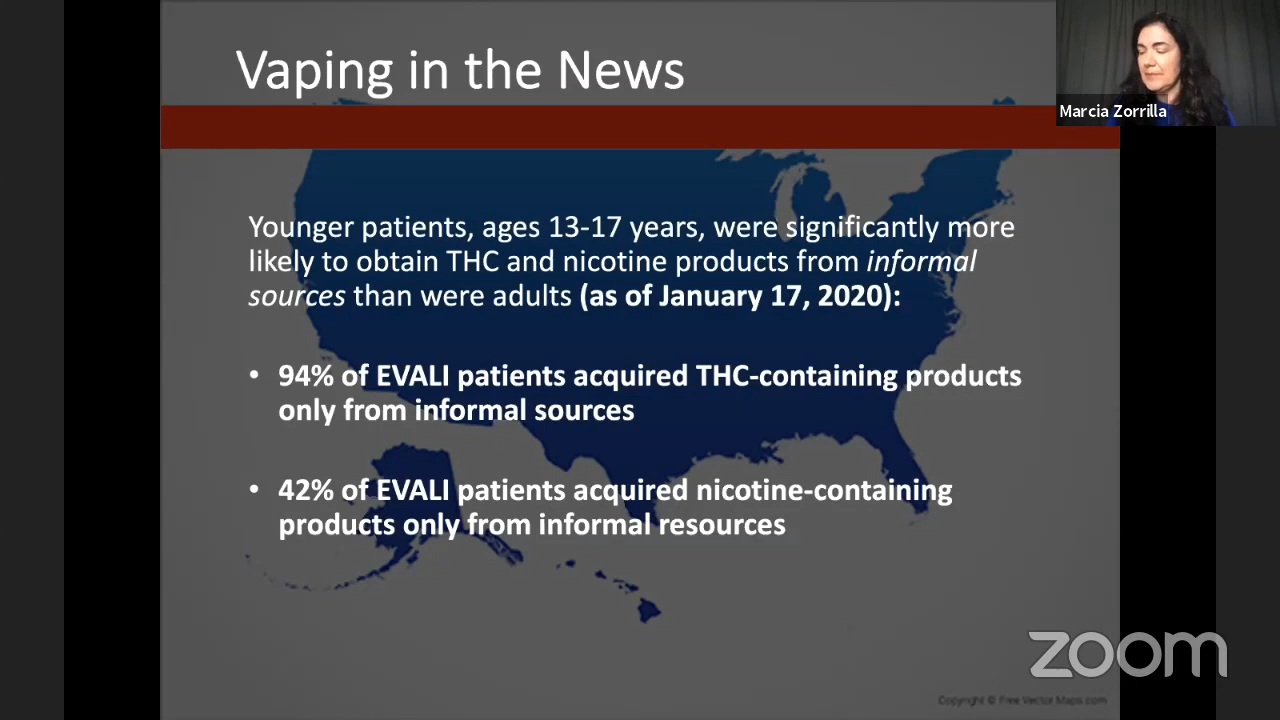 Vaping in the News
Marcia Zorrilla
Younger patients, ages 13-17 years, were significantly more
likely to obtain THC and nicotine products from informal
sources than were adults (as of January 17, 2020):
• 94% of EVALI patients acquired THC-containing products
only from informal sources
• 42% of EVALI patients acquired nicotine-containing
products only from informal resources
zoom
Copyright © Free Vector Maps.com